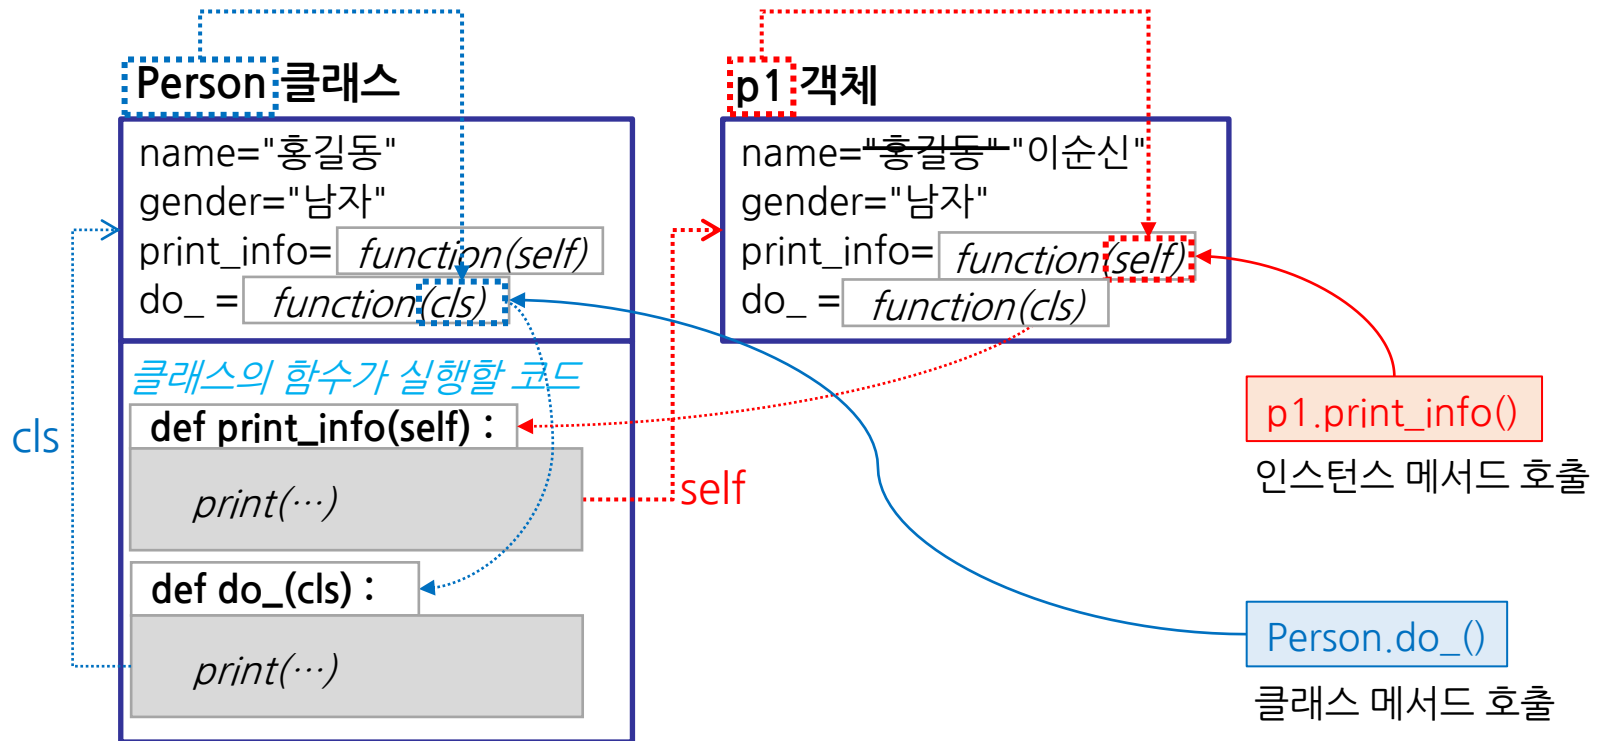 Person 클래스
name="홍길동"
gender="남자"
print_info= function(self)
do_ = function(cls)
클래스의 함수가 실행할 코드
def print_info(self) :
print(…)
def do_(cls) :
print(…)
cls
self
p1 객체
name="홍길동" "이순신"
gender="남자"
print_info= function(self)
do_ = function(cls)
p1.print_info()
인스턴스 메서드 호출
Person.do_()
클래스 메서드 호출